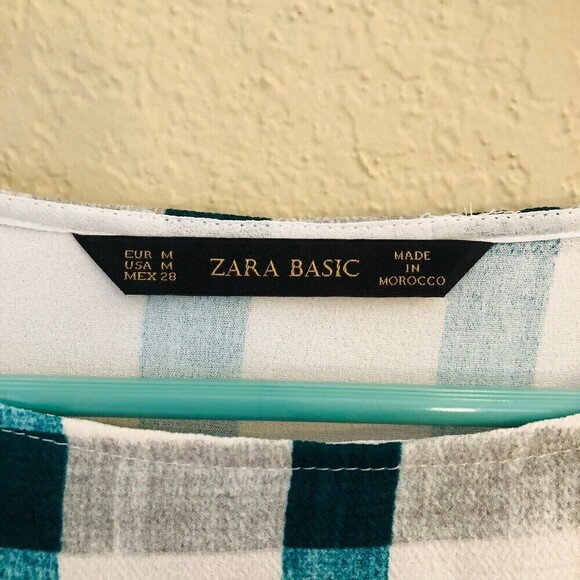 EUR M
USA M
MEX 28
ZARA BASIC
MADE
IN
MOROCCO